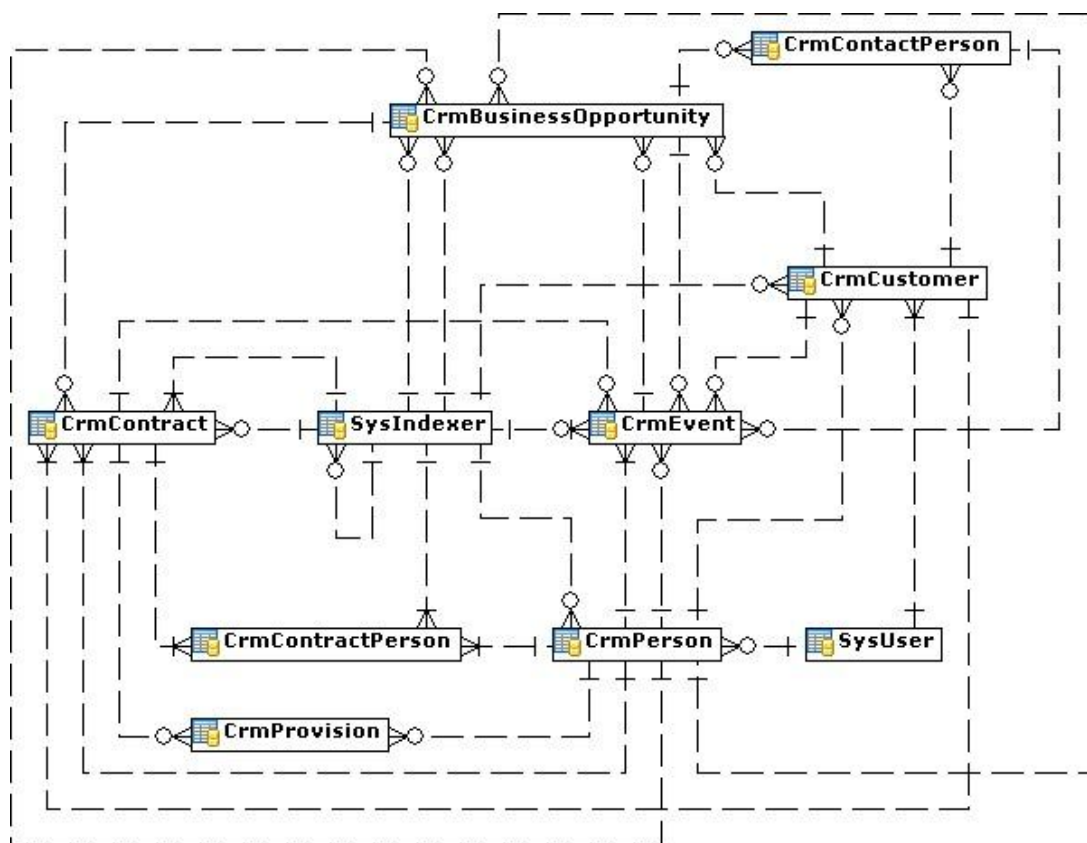 CrmContactPerson
CrmBusinessOpportunity
CrmCustomer
CrmContract
SysIndexer
CrmEvent
CrmContractPerson
CrmPerson
SysUser
CrmProvision